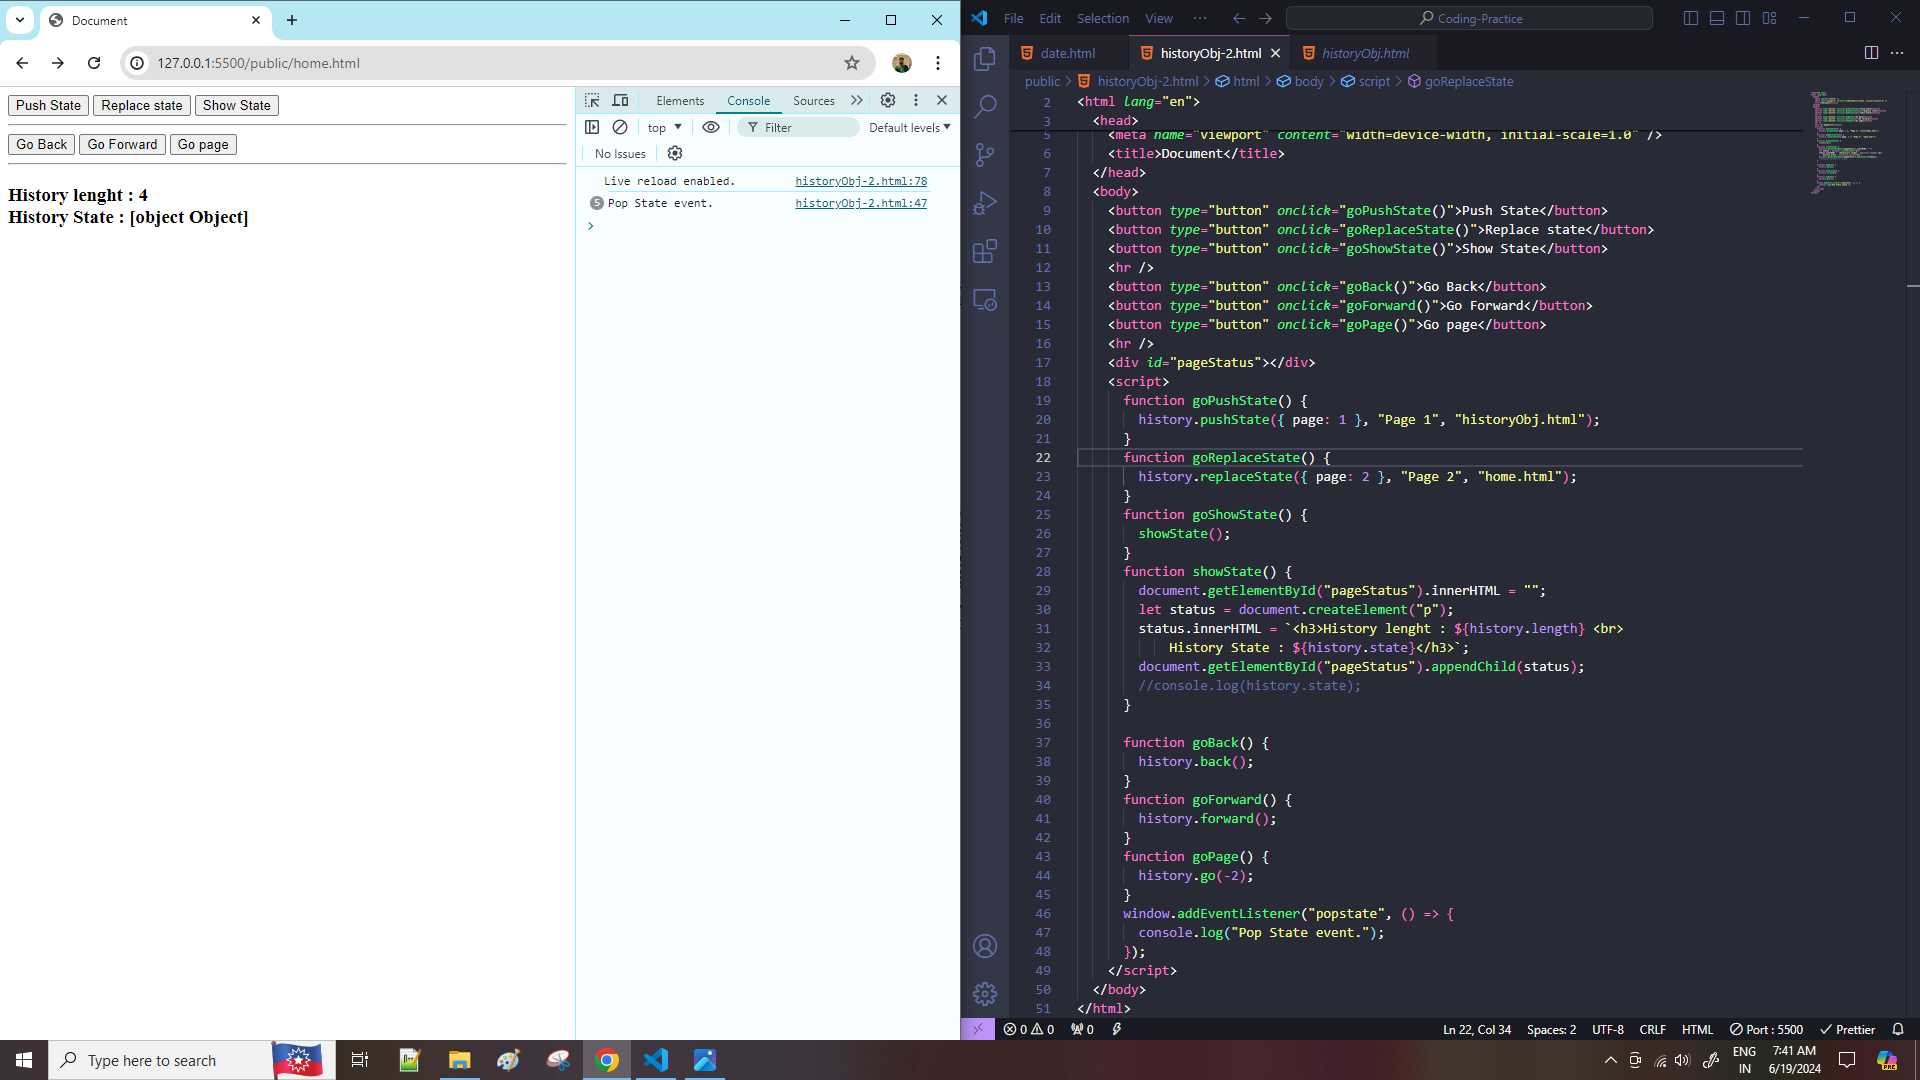 Document
127.0.0.1:5500/public/home.html
Push State Replace state Show State
Go Back Go Forward Go page
History lenght : 4
History State : [object Object]
Elements Console Sources
top Filter Default levels
No Issues
Live reload enabled. historyObj-2.html:78
5 Pop State event. historyObj-2.html:47
File Edit Selection View ··· Coding-Practice
date.html historyObj-2.html historyObj.html
public > historyObj-2.html > html > body > script > goReplaceState
2 <html lang="en">
3 <head>
5 <meta name="viewport" content="width=device-width, initial-scale=1.0" />
6 <title>Document</title>
7 </head>
8 <body>
9 <button type="button" onclick="goPushState()">Push State</button>
10 <button type="button" onclick="goReplaceState()">Replace state</button>
11 <button type="button" onclick="goShowState()">Show State</button>
12 <hr />
13 <button type="button" onclick="goBack()">Go Back</button>
14 <button type="button" onclick="goForward()">Go Forward</button>
15 <button type="button" onclick="goPage()">Go page</button>
16 <hr />
17 <div id="pageStatus"></div>
18 <script>
19 function goPushState() {
20 history.pushState({ page: 1 }, "Page 1", "historyObj.html");
21 }
22 function goReplaceState() {
23 history.replaceState({ page: 2 }, "Page 2", "home.html");
24 }
25 function goShowState() {
26 showState();
27 }
28 function showState() {
29 document.getElementById("pageStatus").innerHTML = "";
30 let status = document.createElement("p");
31 status.innerHTML = `<h3>History lenght : ${history.length} <br>
32 History State : ${history.state}</h3>`;
33 document.getElementById("pageStatus").appendChild(status);
34 //console.log(history.state);
35 }
36
37 function goBack() {
38 history.back();
39 }
40 function goForward() {
41 history.forward();
42 }
43 function goPage() {
44 history.go(-2);
45 }
46 window.addEventListener("popstate", () => {
47 console.log("Pop State event.");
48 });
49 </script>
50 </body>
51 </html>
0 0 0 Ln 22, Col 34 Spaces: 2 UTF-8 CRLF HTML Port : 5500 Prettier
Type here to search
ENG
IN
7:41 AM
6/19/2024
PRE